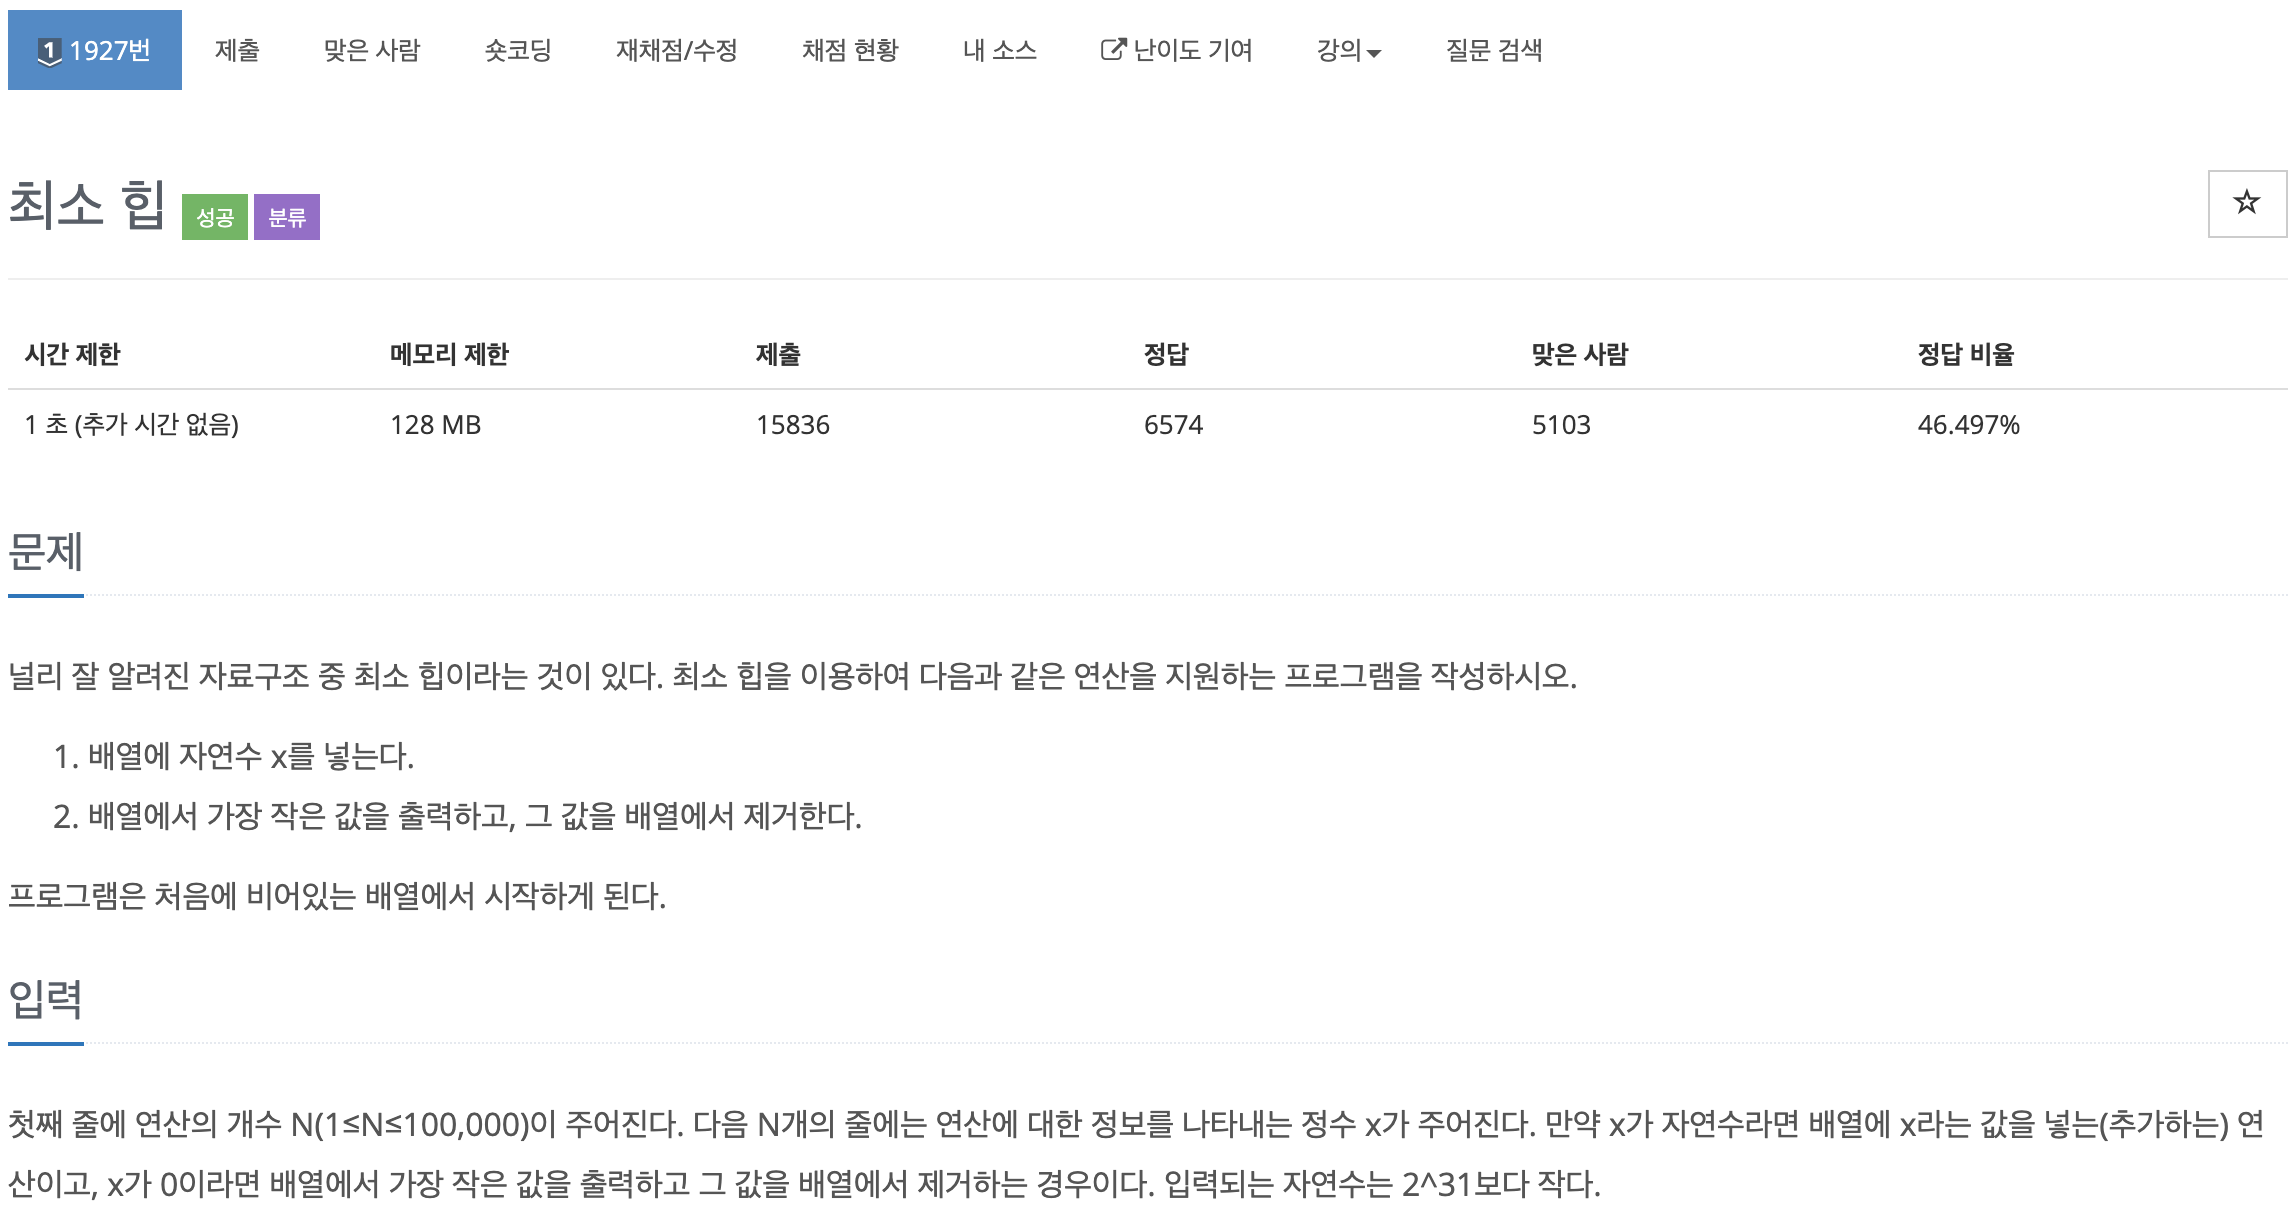 1 1927번 제출 맞은 사람 숏코딩 재채점/수정 채점 현황 내 소스 난이도 기여 강의 질문 검색
최소 힙 성공 분류
시간 제한 메모리 제한 제출 정답 맞은 사람 정답 비율
1 초 (추가 시간 없음) 128 MB 15836 6574 5103 46.497%
문제
널리 잘 알려진 자료구조 중 최소 힙이라는 것이 있다. 최소 힙을 이용하여 다음과 같은 연산을 지원하는 프로그램을 작성하시오.
1. 배열에 자연수 x를 넣는다.
2. 배열에서 가장 작은 값을 출력하고, 그 값을 배열에서 제거한다.
프로그램은 처음에 비어있는 배열에서 시작하게 된다.
입력
첫째 줄에 연산의 개수 N(1≤N≤100,000)이 주어진다. 다음 N개의 줄에는 연산에 대한 정보를 나타내는 정수 x가 주어진다. 만약 x가 자연수라면 배열에 x라는 값을 넣는(추가하는) 연
산이고, x가 0이라면 배열에서 가장 작은 값을 출력하고 그 값을 배열에서 제거하는 경우이다. 입력되는 자연수는 2^31보다 작다.